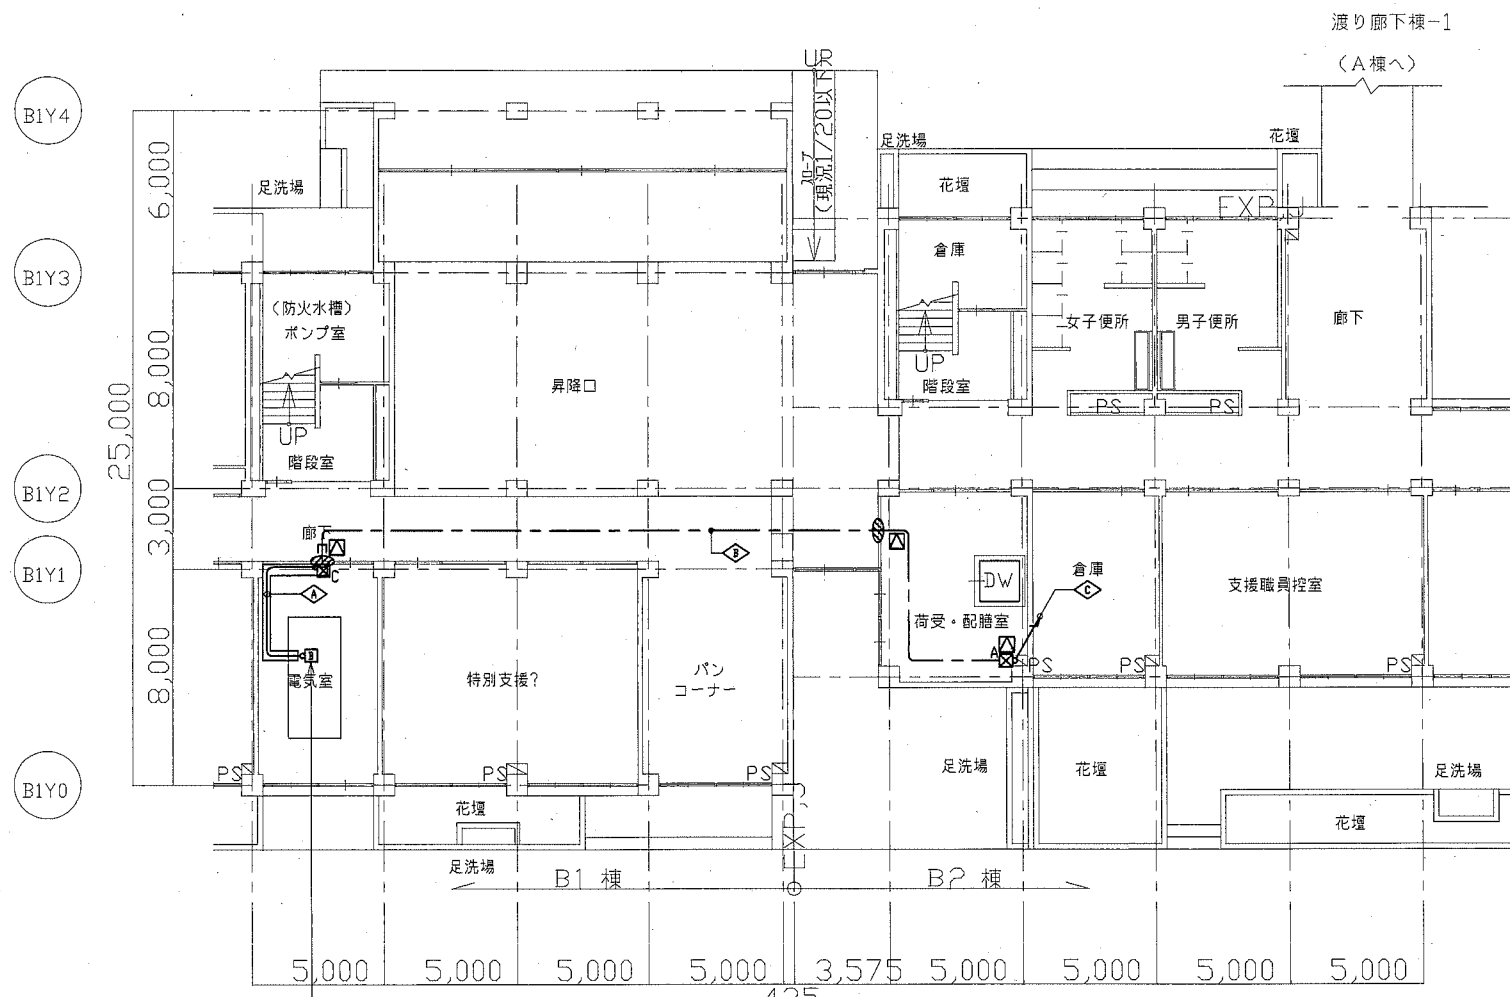 渡り廊下棟-1
(A棟へ)
UR
B1Y4
スロープ
(現況1/20以下)
6,000
足洗場
足洗場
花壇
花壇
EXP.J
B1Y3
倉庫
(防火水槽)
ポンプ室
女子便所
男子便所
廊下
8,000
UP
昇降口
階段室
25,000
PS
PS
UP
階段室
B1Y2
3,000
廊下
B
B1Y1
C
A
DW
倉庫
C
支援職員控室
荷受・配膳室
8,000
A
PS
PS
PS
B
電気室
特別支援?
パン
コーナー
B1Y0
PS
PS
PS
足洗場
花壇
足洗場
EXP,J
花壇
花壇
足洗場
B1 棟
B2 棟
5,000
5,000
5,000
5,000
3,575
5,000
5,000
5,000
5,000